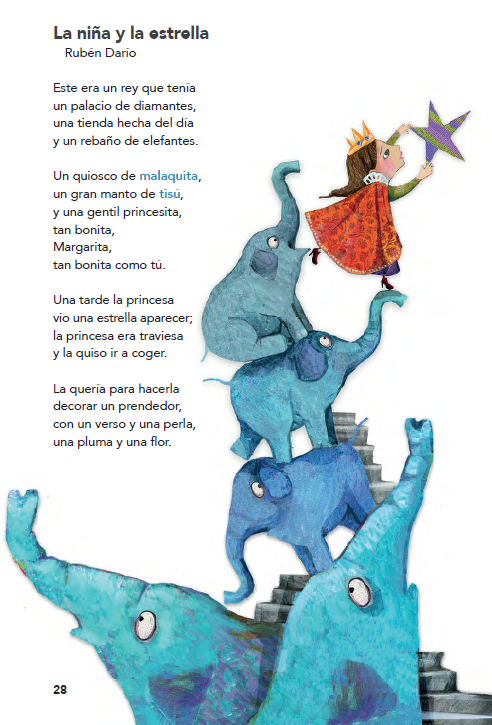 La niña y la estrella
Rubén Darío
Este era un rey que tenía
un palacio de diamantes,
una tienda hecha del día
y un rebaño de elefantes.
Un quiosco de malaquita,
un gran manto de tisú,
y una gentil princesita,
tan bonita,
Margarita,
tan bonita como tú.
Una tarde la princesa
vio una estrella aparecer;
la princesa era traviesa
y la quiso ir a coger.
La quería para hacerla
decorar un prendedor,
con un verso y una perla,
una pluma y una flor.
28